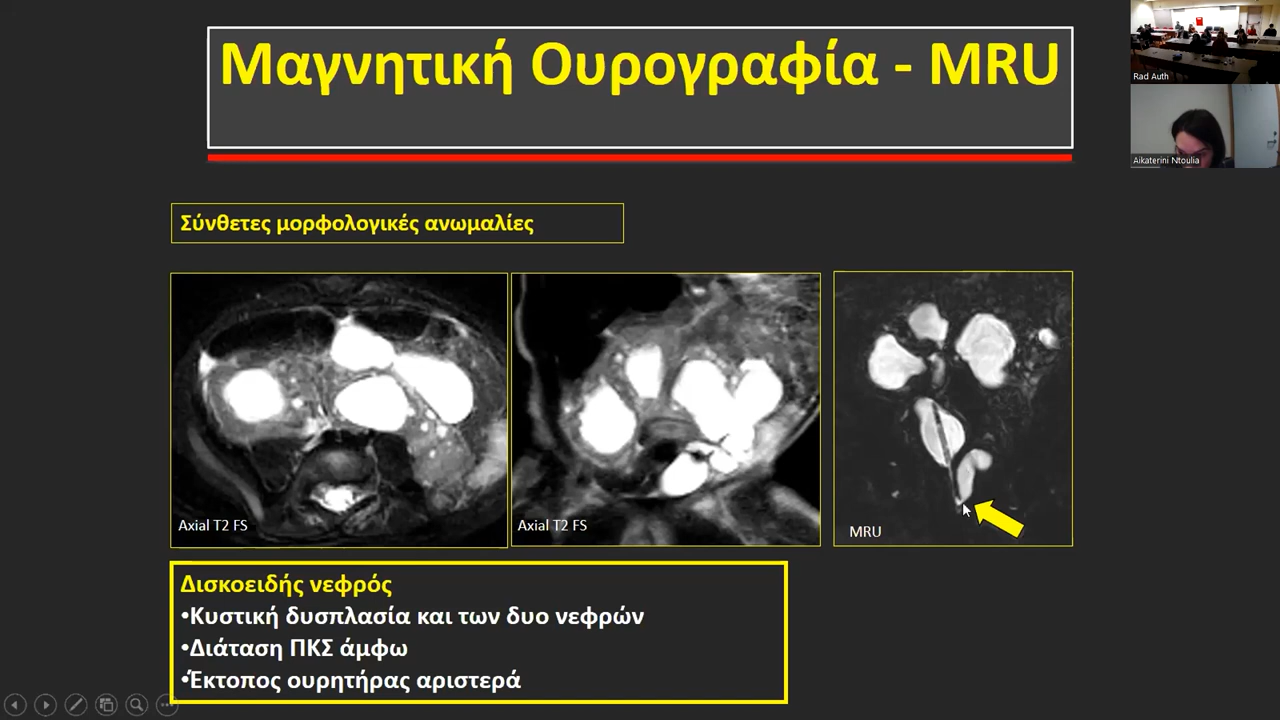 Μαγνητική Ουρογραφία - MRU
Rad Auth
Aikaterini Ntoulia
Σύνθετες μορφολογικές ανωμαλίες
Axial T2 FS
Axial T2 FS
MRU
Δισκοειδής νεφρός
•Κυστική δυσπλασία και των δυο νεφρών
•Διάταση ΠΚΣ άμφω
•Έκτοπος ουρητήρας αριστερά